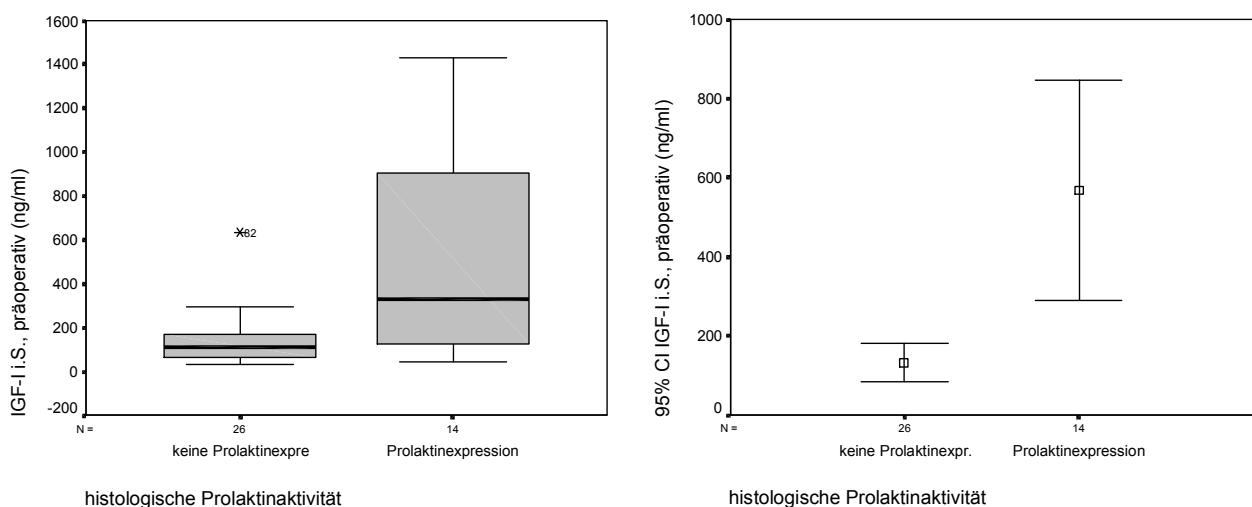 IGF-I i.S., präoperativ (ng/ml)
1600
1400
1200
1000
800
600
400
200
0
-200
82
N =
26
14
keine Prolaktinexpre
Prolaktinexpression
histologische Prolaktinaktivität
95% CI IGF-I i.S., präoperativ (ng/ml)
1000
800
600
400
200
0
N =
26
14
keine Prolaktinexpr.
Prolaktinexpression
histologische Prolaktinaktivität